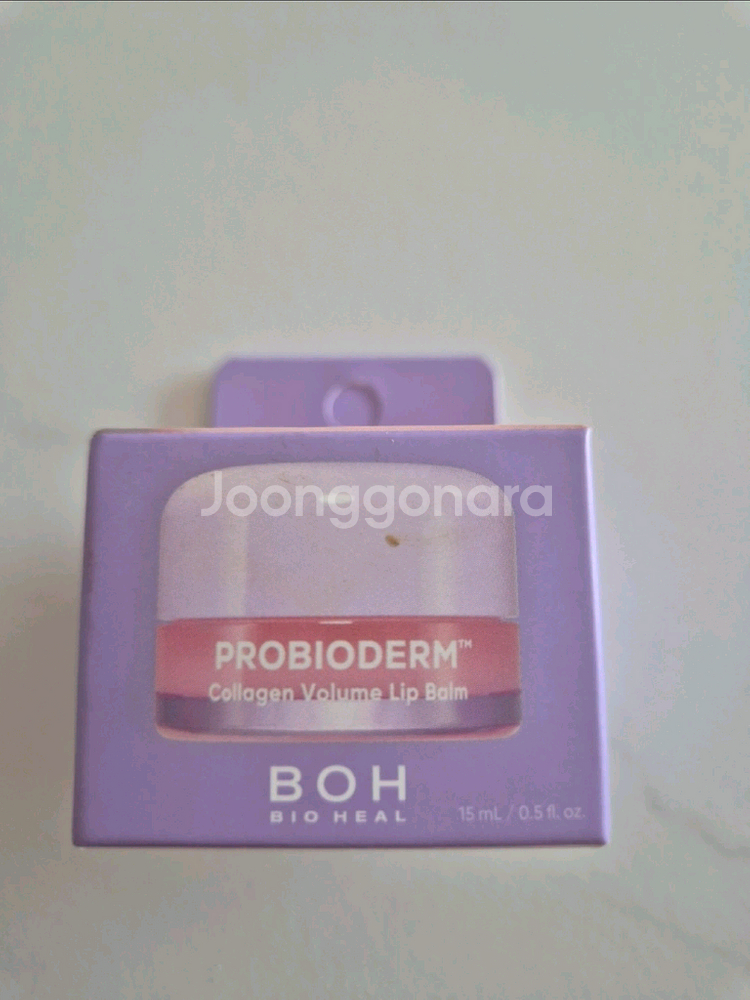 Joonggonara
PROBIODERM™
Collagen Volume Lip Balm
BOH
BIO HEAL
15 mL / 0.5 fl. oz.